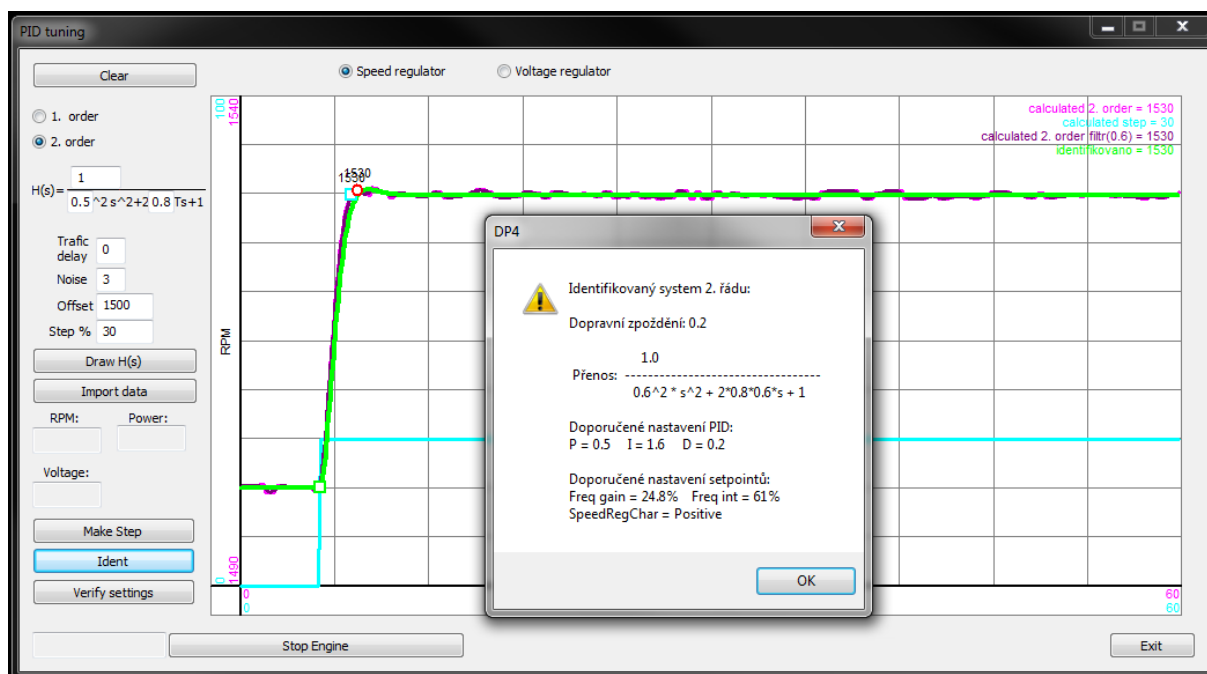 PID tuning
Clear
Speed regulator
Voltage regulator
1. order
2. order
1
H(s)=
0.5 ^2 s^2+2 0.8 Ts+1
Trafic delay 0
Noise 3
Offset 1500
Step % 30
Draw H(s)
Import data
RPM: Power:
Voltage:
Make Step
Ident
Verify settings
Stop Engine
Exit
100
1540
calculated 2. order = 1530
calculated step = 30
calculated 2. order filtr(0.6) = 1530
identifikovano = 1530
1530
RPM
0
1490
0
0
60
60
DP4
Identifikovaný system 2. řádu:
Dopravní zpoždění: 0.2
1.0
Přenos: -----------------------------------
0.6^2 * s^2 + 2*0.8*0.6*s + 1
Doporučené nastavení PID:
P = 0.5 I = 1.6 D = 0.2
Doporučené nastavení setpointů:
Freq gain = 24.8% Freq int = 61%
SpeedRegChar = Positive
OK